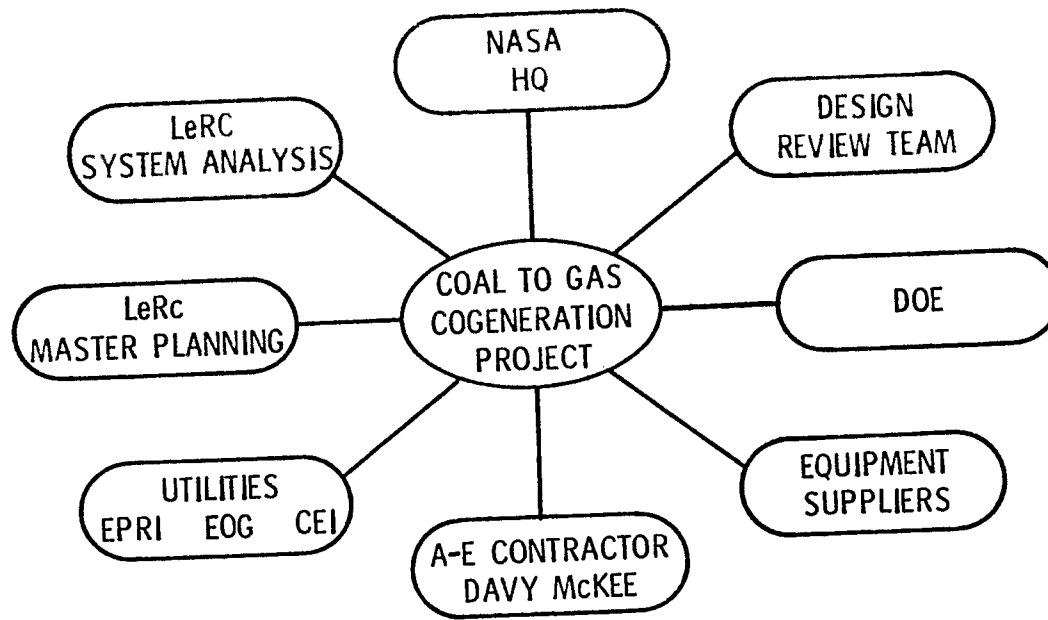 NASA
HQ
LeRC
SYSTEM ANALYSIS
DESIGN
REVIEW TEAM
COAL TO GAS
COGENERATION
PROJECT
LeRc
MASTER PLANNING
DOE
UTILITIES
EPRI EOG CEI
EQUIPMENT
SUPPLIERS
A-E CONTRACTOR
DAVY McKEE